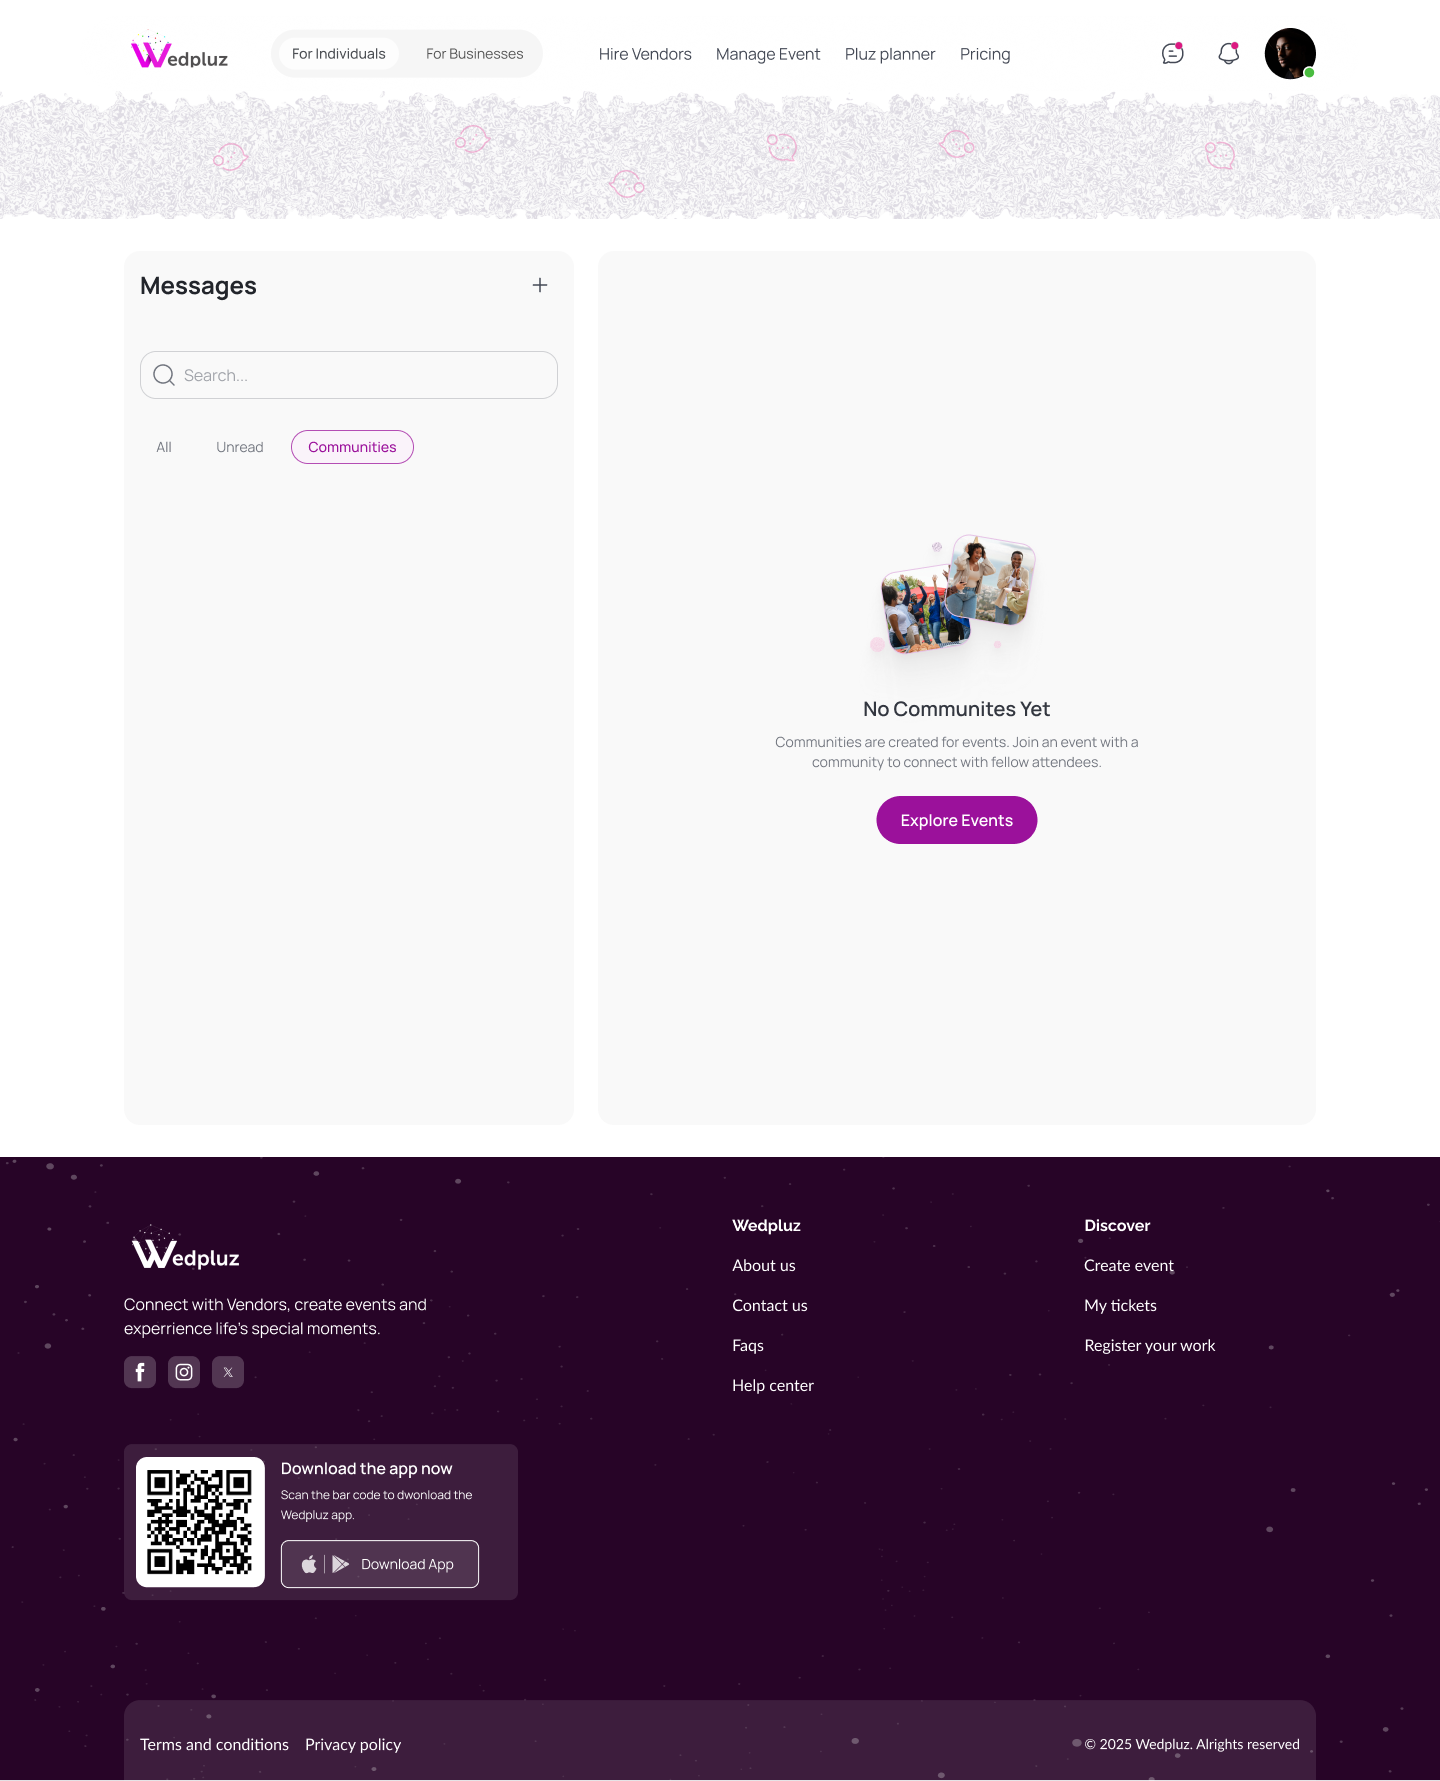 Wedpluz
For Individuals
For Businesses
Hire Vendors
Manage Event
Pluz planner
Pricing
Messages
Search...
All
Unread
Communities
No Communites Yet
Communities are created for events. Join an event with a
community to connect with fellow attendees.
Explore Events
Wedpluz
Connect with Vendors, create events and
experrience life's special moments.
Download the app now
Scan the bar code to dwonload the
Wedpluz app.
Download App
Wedpluz
About us
Contact us
Faqs
Help center
Discover
Create event
My tickets
Register your work
Terms and conditions
Privacy policy
© 2025 Wedpluz. Alrights reserved